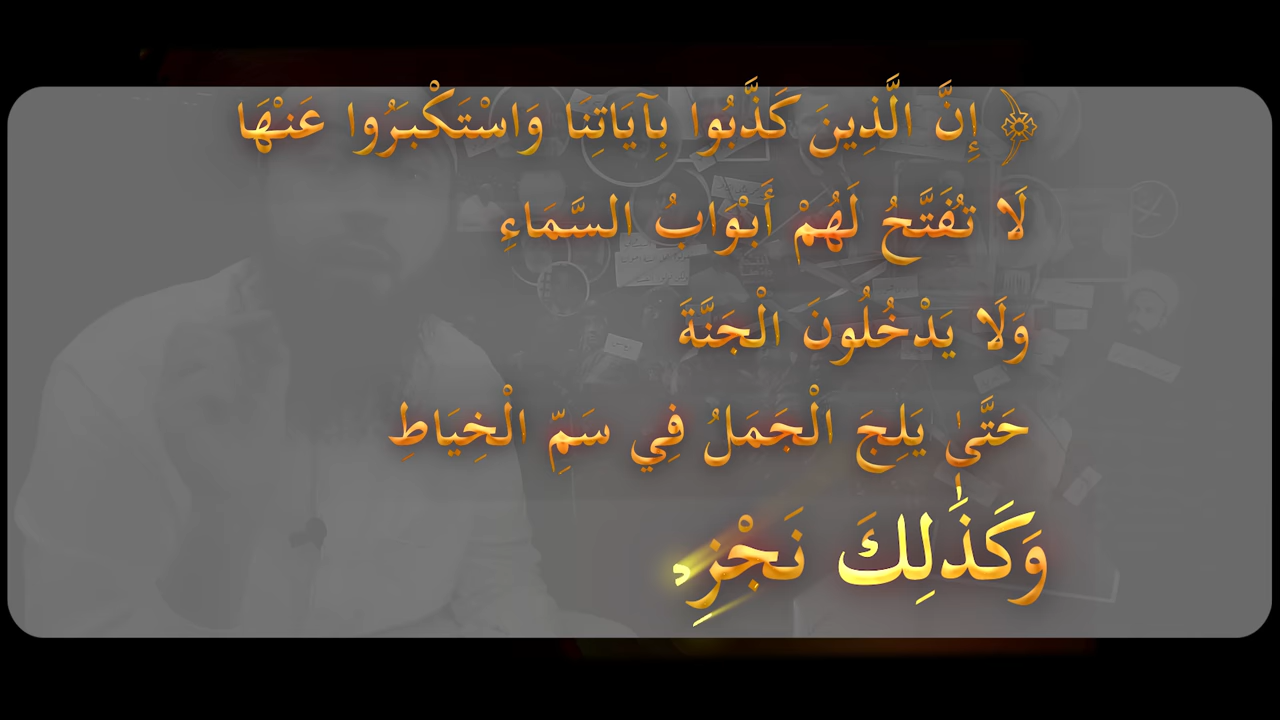 ﴿ إِنَّ الَّذِينَ كَذَّبُوا بِآيَاتِنَا وَاسْتَكْبَرُوا عَنْهَا
لَا تُفَتَّحُ لَهُمْ أَبْوَابُ السَّمَاءِ
وَلَا يَدْخُلُونَ الْجَنَّةَ
حَتَّىٰ يَلِجَ الْجَمَلُ فِي سَمِّ الْخِيَاطِ
وَكَذَٰلِكَ نَجْزِ